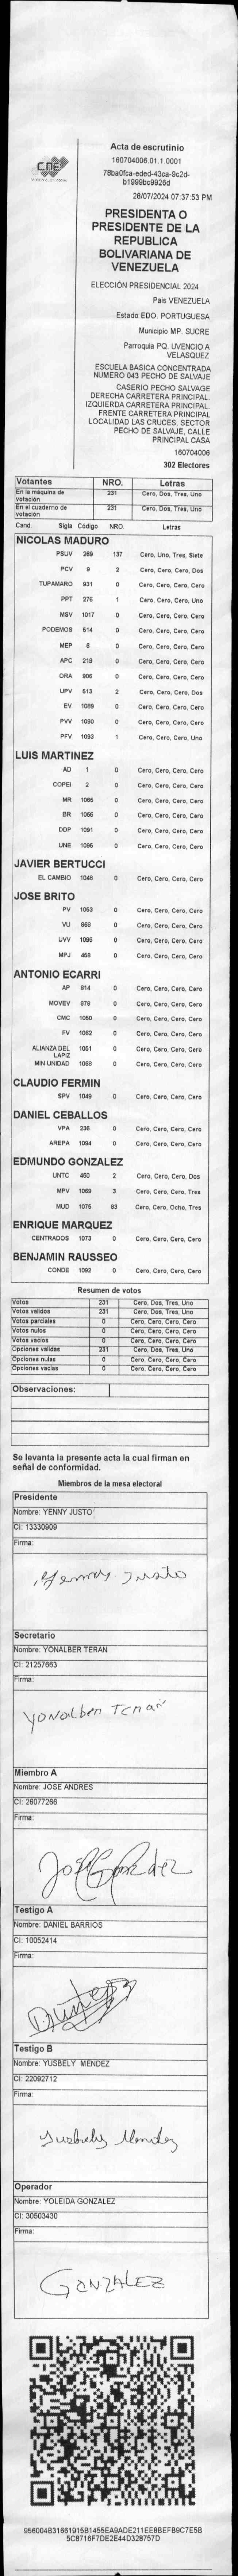 CNE
Acta de escrutinio
160704006.01.1.0001
78ba0fca-eded-43ca-8c2d-
b1999bc9926d
28/07/2024 07:37:53 PM
PRESIDENTA O
PRESIDENTE DE LA
REPUBLICA
BOLIVARIANA DE
VENEZUELA
ELECCIÓN PRESIDENCIAL 2024
Pais VENEZUELA
Estado EDO. PORTUGUESA
Municipio MP. SUCRE
Parroquia PQ. UVENCIO A
VELASQUEZ
ESCUELA BASICA CONCENTRADA
NUMERO 043 PECHO DE SALVAJE
CASERIO PECHO SALVAGE
DERECHA CARRETERA PRINCIPAL.
IZQUIERDA CARRETERA PRINCIPAL.
FRENTE CARRETERA PRINCIPAL
LOCALIDAD LAS CRUCES, SECTOR
PECHO DE SALVAJE, CALLE
PRINCIPAL CASA
160704006
302 Electores
Votantes NRO. Letras
En la máquina de votación 231 Cero, Dos, Tres, Uno
En el cuaderno de votación 231 Cero, Dos, Tres, Uno
Cand. Sigla Código NRO. Letras
NICOLAS MADURO
PSUV 269 137 Cero, Uno, Tres, Siete
PCV 9 2 Cero, Cero, Cero, Dos
TUPAMARO 931 0 Cero, Cero, Cero, Cero
PPT 276 1 Cero, Cero, Cero, Uno
MSV 1017 0 Cero, Cero, Cero, Cero
PODEMOS 514 0 Cero, Cero, Cero, Cero
MEP 6 0 Cero, Cero, Cero, Cero
APC 219 0 Cero, Cero, Cero, Cero
ORA 906 0 Cero, Cero, Cero, Cero
UPV 513 2 Cero, Cero, Cero, Dos
EV 1089 0 Cero, Cero, Cero, Cero
PVV 1090 0 Cero, Cero, Cero, Cero
PFV 1093 1 Cero, Cero, Cero, Uno
LUIS MARTINEZ
AD 1 0 Cero, Cero, Cero, Cero
COPEI 2 0 Cero, Cero, Cero, Cero
MR 1065 0 Cero, Cero, Cero, Cero
BR 1066 0 Cero, Cero, Cero, Cero
DDP 1091 0 Cero, Cero, Cero, Cero
UNE 1096 0 Cero, Cero, Cero, Cero
JAVIER BERTUCCI
EL CAMBIO 1048 0 Cero, Cero, Cero, Cero
JOSE BRITO
PV 1053 0 Cero, Cero, Cero, Cero
VU 868 0 Cero, Cero, Cero, Cero
UVV 1095 0 Cero, Cero, Cero, Cero
MPJ 458 0 Cero, Cero, Cero, Cero
ANTONIO ECARRI
AP 814 0 Cero, Cero, Cero, Cero
MOVEV 878 0 Cero, Cero, Cero, Cero
CMC 1050 0 Cero, Cero, Cero, Cero
FV 1062 0 Cero, Cero, Cero, Cero
ALIANZA DEL LAPIZ 1051 0 Cero, Cero, Cero, Cero
MIN UNIDAD 1068 0 Cero, Cero, Cero, Cero
CLAUDIO FERMIN
SPV 1049 0 Cero, Cero, Cero, Cero
DANIEL CEBALLOS
VPA 236 0 Cero, Cero, Cero, Cero
AREPA 1094 0 Cero, Cero, Cero, Cero
EDMUNDO GONZALEZ
UNTC 460 2 Cero, Cero, Cero, Dos
MPV 1069 3 Cero, Cero, Cero, Tres
MUD 1075 83 Cero, Cero, Ocho, Tres
ENRIQUE MARQUEZ
CENTRADOS 1073 0 Cero, Cero, Cero, Cero
BENJAMIN RAUSSEO
CONDE 1092 0 Cero, Cero, Cero, Cero
Resumen de votos
Votos 231 Cero, Dos, Tres, Uno
Votos validos 231 Cero, Dos, Tres, Uno
Votos parciales 0 Cero, Cero, Cero, Cero
Votos nulos 0 Cero, Cero, Cero, Cero
Votos vacios 0 Cero, Cero, Cero, Cero
Opciones validas 231 Cero, Dos, Tres, Uno
Opciones nulas 0 Cero, Cero, Cero, Cero
Opciones vacias 0 Cero, Cero, Cero, Cero
Observaciones:
Se levanta la presente acta la cual firman en
señal de conformidad.
Miembros de la mesa electoral
Presidente
Nombre: YENNY JUSTO
CI: 13330909
Firma:
Yenny Justo
Secretario
Nombre: YONALBER TERAN
CI: 21257663
Firma:
Yonalber Teran
Miembro A
Nombre: JOSE ANDRES
CI: 26077266
Firma:
Testigo A
Nombre: DANIEL BARRIOS
CI: 10052414
Firma:
Testigo B
Nombre: YUSBELY MENDEZ
CI: 22092712
Firma:
Yusbely Mendez
Operador
Nombre: YOLEIDA GONZALEZ
CI: 30503430
Firma:
GONZALEZ
956004B31661915B1455EA9ADE211EE8BEFB9C7E5B
5C8716F7DE2E44D328757D